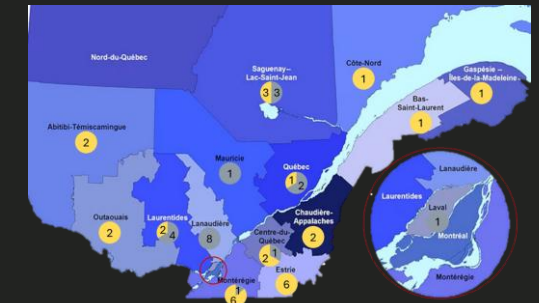 Nord-du-Québec
Saguenay–
Lac-Saint-Jean
3 3
Côte-Nord
1
Gaspésie –
Îles-de-la-Madeleine
1
Bas-
Saint-Laurent
1
Abitibi-Témiscamingue
2
Mauricie
1
Québec
1 2
Outaouais
2
Laurentides
2 4
Lanaudière
8
Chaudière-
Appalaches
2
Centre-du-
Québec
1
2
Estrie
6
Montérégie
1
6
Lanaudière
Laurentides
Laval
1
Montréal
Montérégie